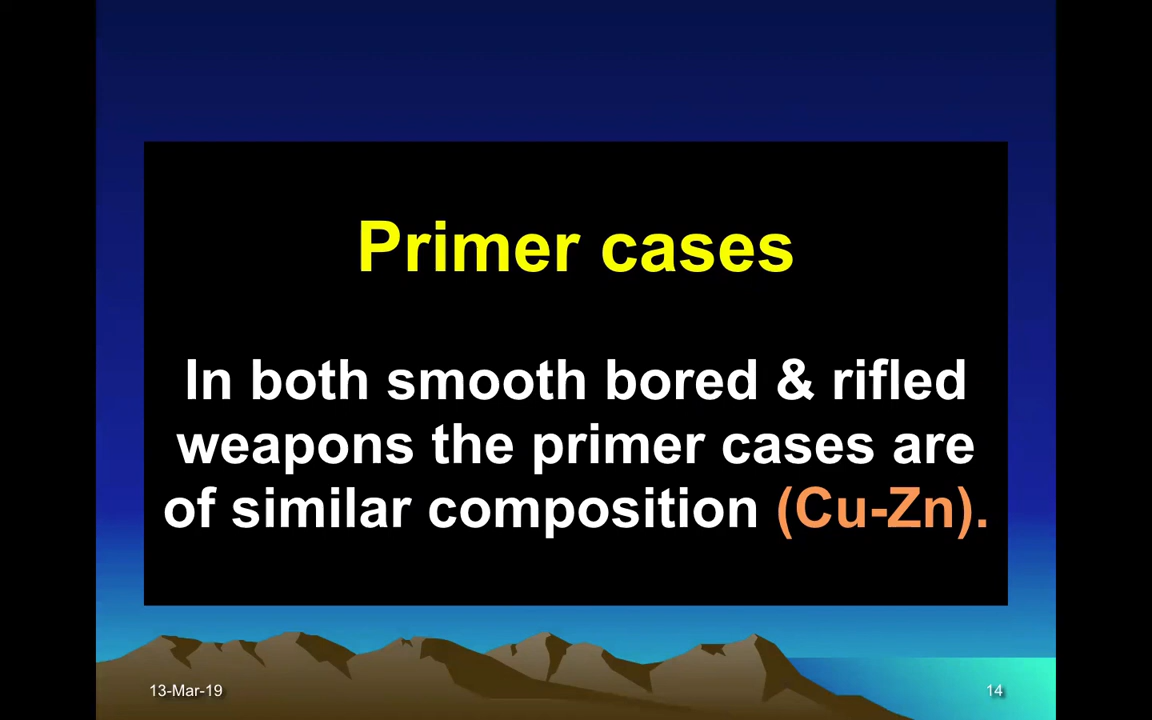 Primer cases
In both smooth bored & rifled
weapons the primer cases are
of similar composition (Cu-Zn).
13-Mar-19
14